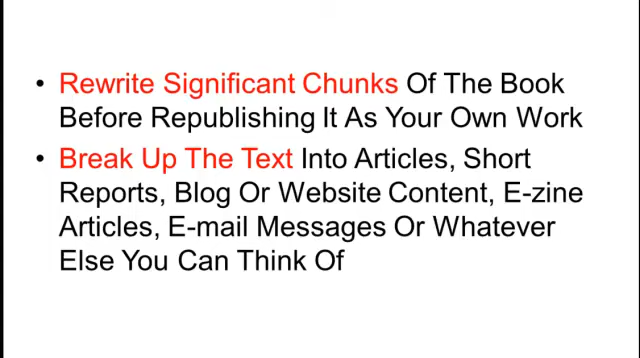 • Rewrite Significant Chunks Of The Book
Before Republishing It As Your Own Work
• Break Up The Text Into Articles, Short
Reports, Blog Or Website Content, E-zine
Articles, E-mail Messages Or Whatever
Else You Can Think Of